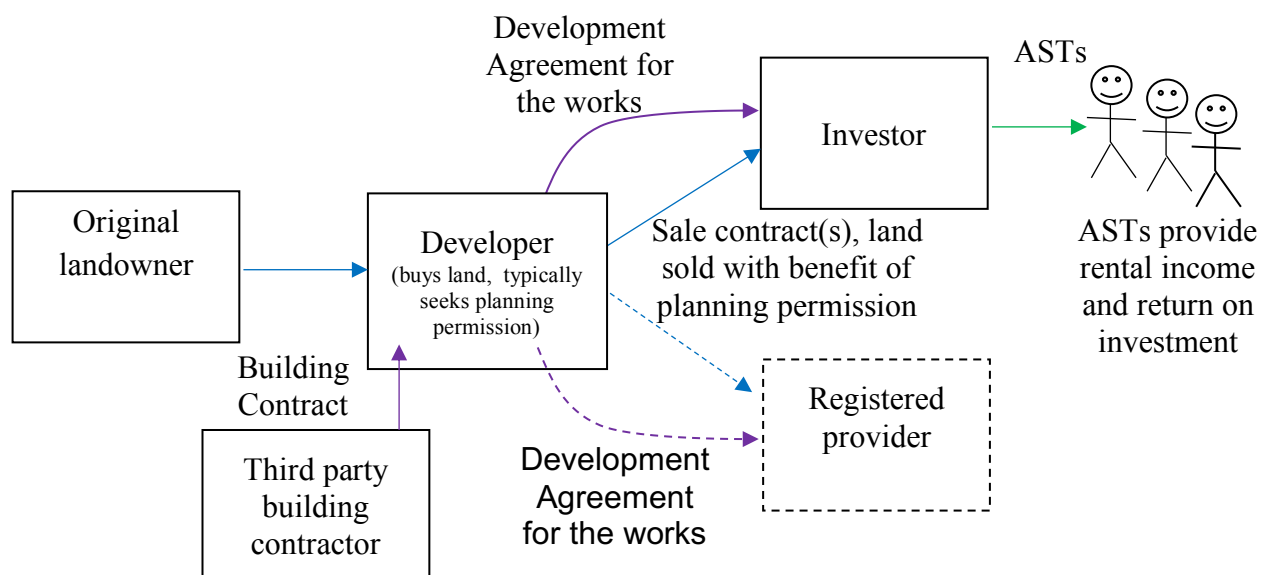 Development
Agreement for
the works
ASTs
Investor
Original
landowner
Developer
(buys land, typically
seeks planning
permission)
Sale contract(s), land
sold with benefit of
planning permission
ASTs provide
rental income
and return on
investment
Building
Contract
Registered
provider
Third party
building
contractor
Development
Agreement
for the works